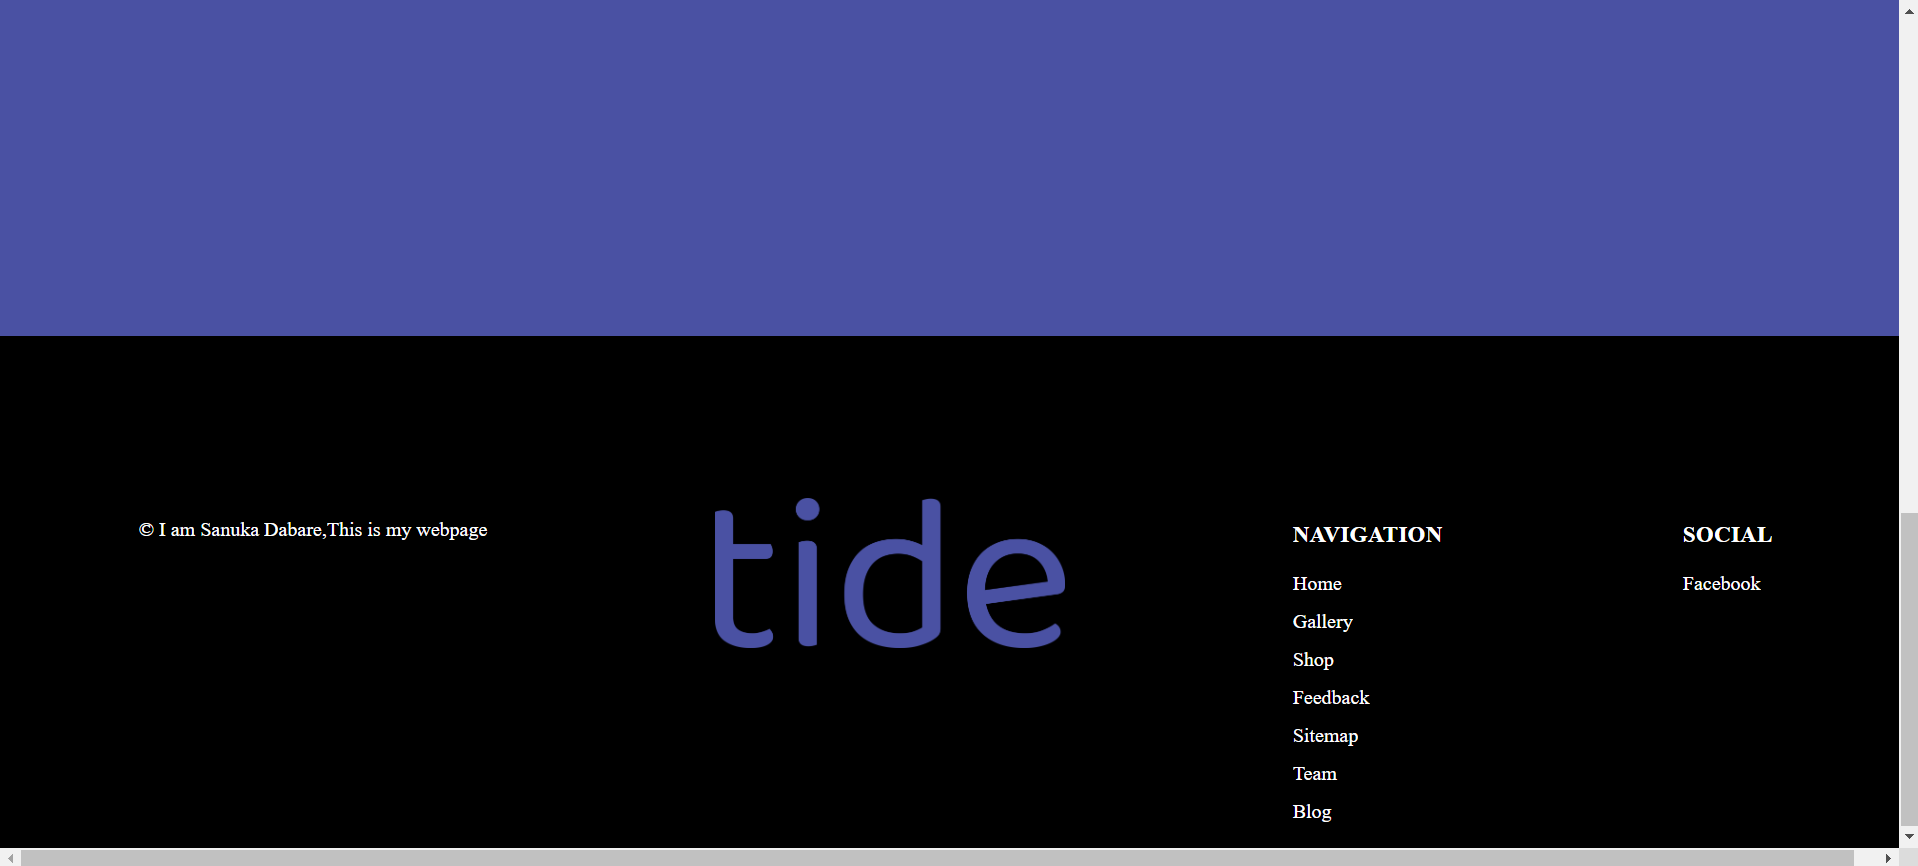 © I am Sanuka Dabare,This is my webpage
tide
NAVIGATION
Home
Gallery
Shop
Feedback
Sitemap
Team
Blog
SOCIAL
Facebook